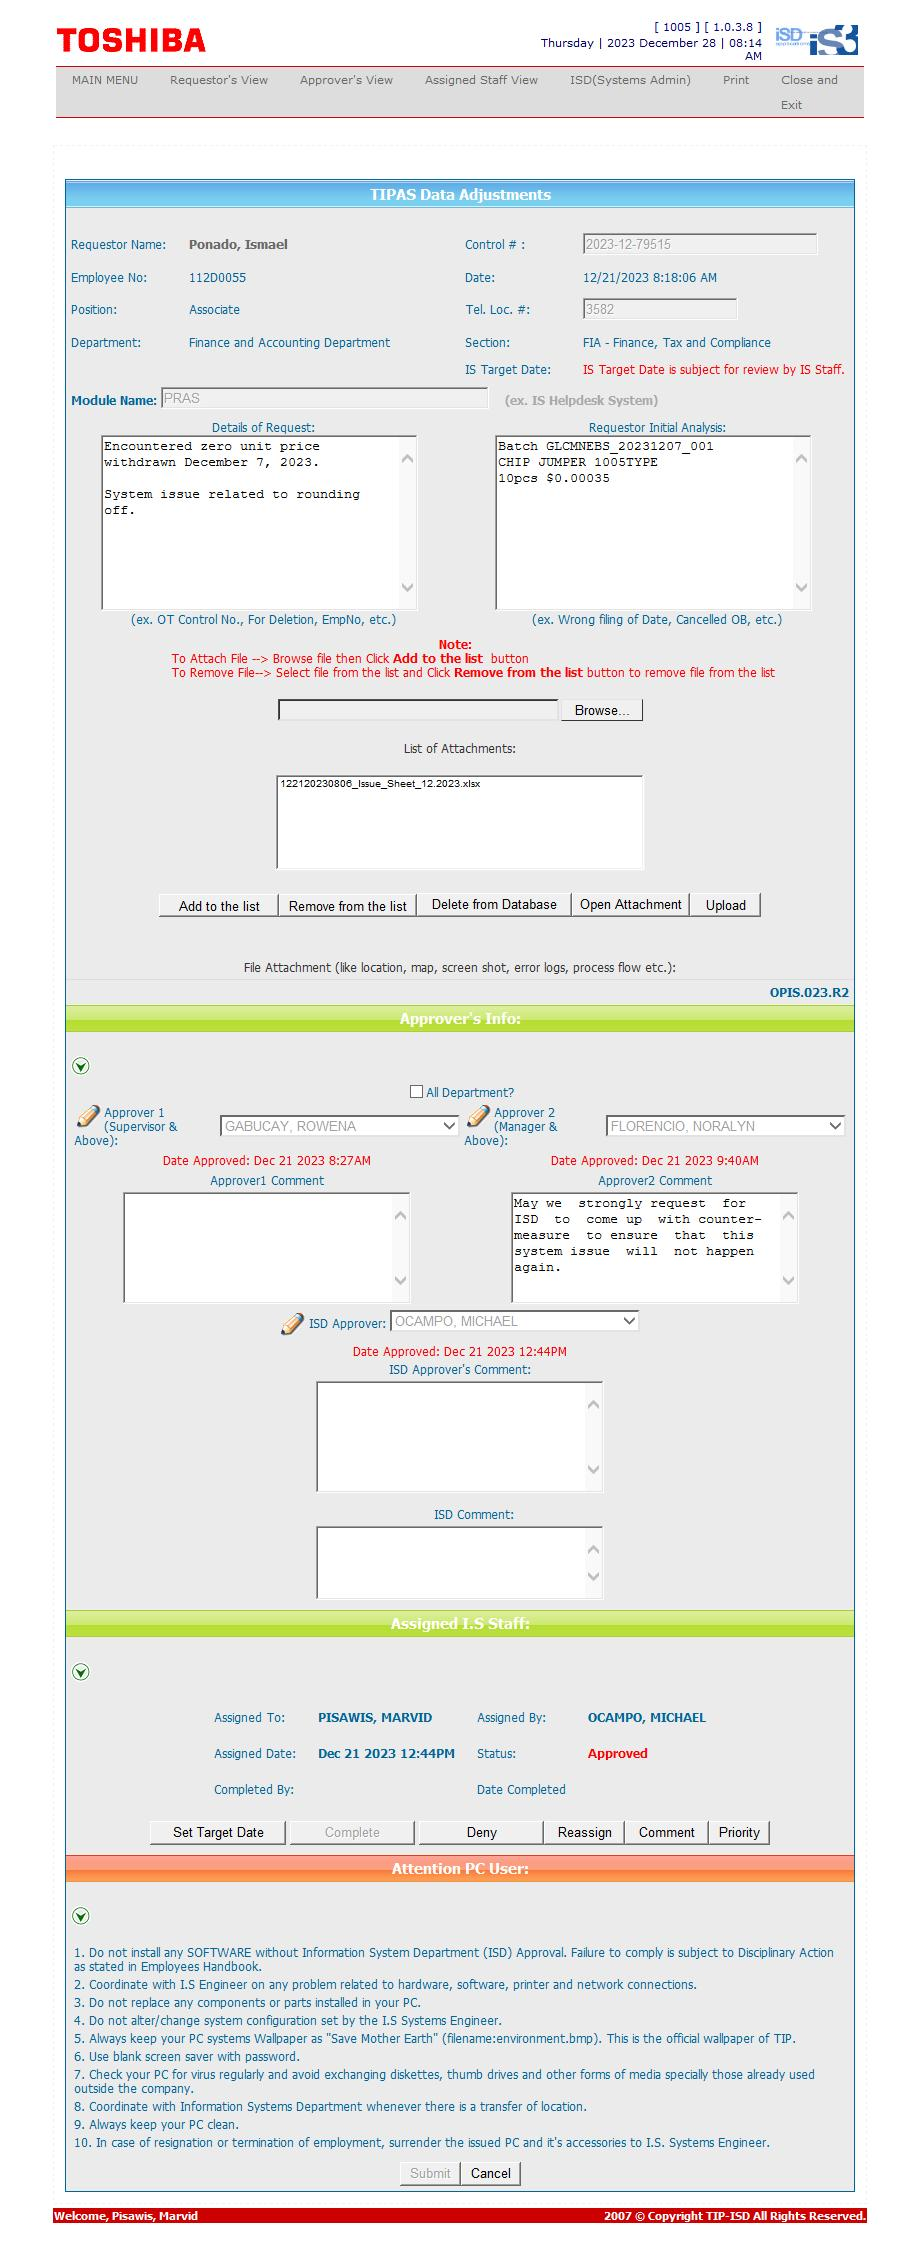 TOSHIBA
[ 1005 ] [ 1.0.3.8 ]
Thursday | 2023 December 28 | 08:14
AM
iSD
iS3
MAIN MENU Requestor's View Approver's View Assigned Staff View ISD(Systems Admin) Print Close and
Exit
TIPAS Data Adjustments
Requestor Name: Ponado, Ismael Control # : 2023-12-79515
Employee No: 112D0055 Date: 12/21/2023 8:18:06 AM
Position: Associate Tel. Loc. #: 3582
Department: Finance and Accounting Department Section: FIA - Finance, Tax and Compliance
IS Target Date: IS Target Date is subject for review by IS Staff.
Module Name: PRAS (ex. IS Helpdesk System)
Details of Request:
Encountered zero unit price
withdrawn December 7, 2023.
System issue related to rounding
off.
(ex. OT Control No., For Deletion, EmpNo, etc.)
Requestor Initial Analysis:
Batch GLCMNEBS_20231207_001
CHIP JUMPER 1005TYPE
10pcs $0.00035
(ex. Wrong filing of Date, Cancelled OB, etc.)
Note:
To Attach File --> Browse file then Click Add to the list button
To Remove File--> Select file from the list and Click Remove from the list button to remove file from the list
Browse...
List of Attachments:
122120230806_Issue_Sheet_12.2023.xlsx
Add to the list Remove from the list Delete from Database Open Attachment Upload
File Attachment (like location, map, screen shot, error logs, process flow etc.):
OPIS.023.R2
Approver's Info:
All Department?
Approver 1
(Supervisor &
Above):
GABUCAY, ROWENA
Approver 2
(Manager &
Above):
FLORENCIO, NORALYN
Date Approved: Dec 21 2023 8:27AM Date Approved: Dec 21 2023 9:40AM
Approver1 Comment Approver2 Comment
May we strongly request for
ISD to come up with counter-
measure to ensure that this
system issue will not happen
again.
ISD Approver: OCAMPO, MICHAEL
Date Approved: Dec 21 2023 12:44PM
ISD Approver's Comment:
ISD Comment:
Assigned I.S Staff:
Assigned To: PISAWIS, MARVID Assigned By: OCAMPO, MICHAEL
Assigned Date: Dec 21 2023 12:44PM Status: Approved
Completed By: Date Completed
Set Target Date Complete Deny Reassign Comment Priority
Attention PC User:
1. Do not install any SOFTWARE without Information System Department (ISD) Approval. Failure to comply is subject to Disciplinary Action
as stated in Employees Handbook.
2. Coordinate with I.S Engineer on any problem related to hardware, software, printer and network connections.
3. Do not replace any components or parts installed in your PC.
4. Do not alter/change system configuration set by the I.S Systems Engineer.
5. Always keep your PC systems Wallpaper as "Save Mother Earth" (filename:environment.bmp). This is the official wallpaper of TIP.
6. Use blank screen saver with password.
7. Check your PC for virus regularly and avoid exchanging diskettes, thumb drives and other forms of media specially those already used
outside the company.
8. Coordinate with Information Systems Department whenever there is a transfer of location.
9. Always keep your PC clean.
10. In case of resignation or termination of employment, surrender the issued PC and it's accessories to I.S. Systems Engineer.
Submit Cancel
Welcome, Pisawis, Marvid 2007 © Copyright TIP-ISD All Rights Reserved.